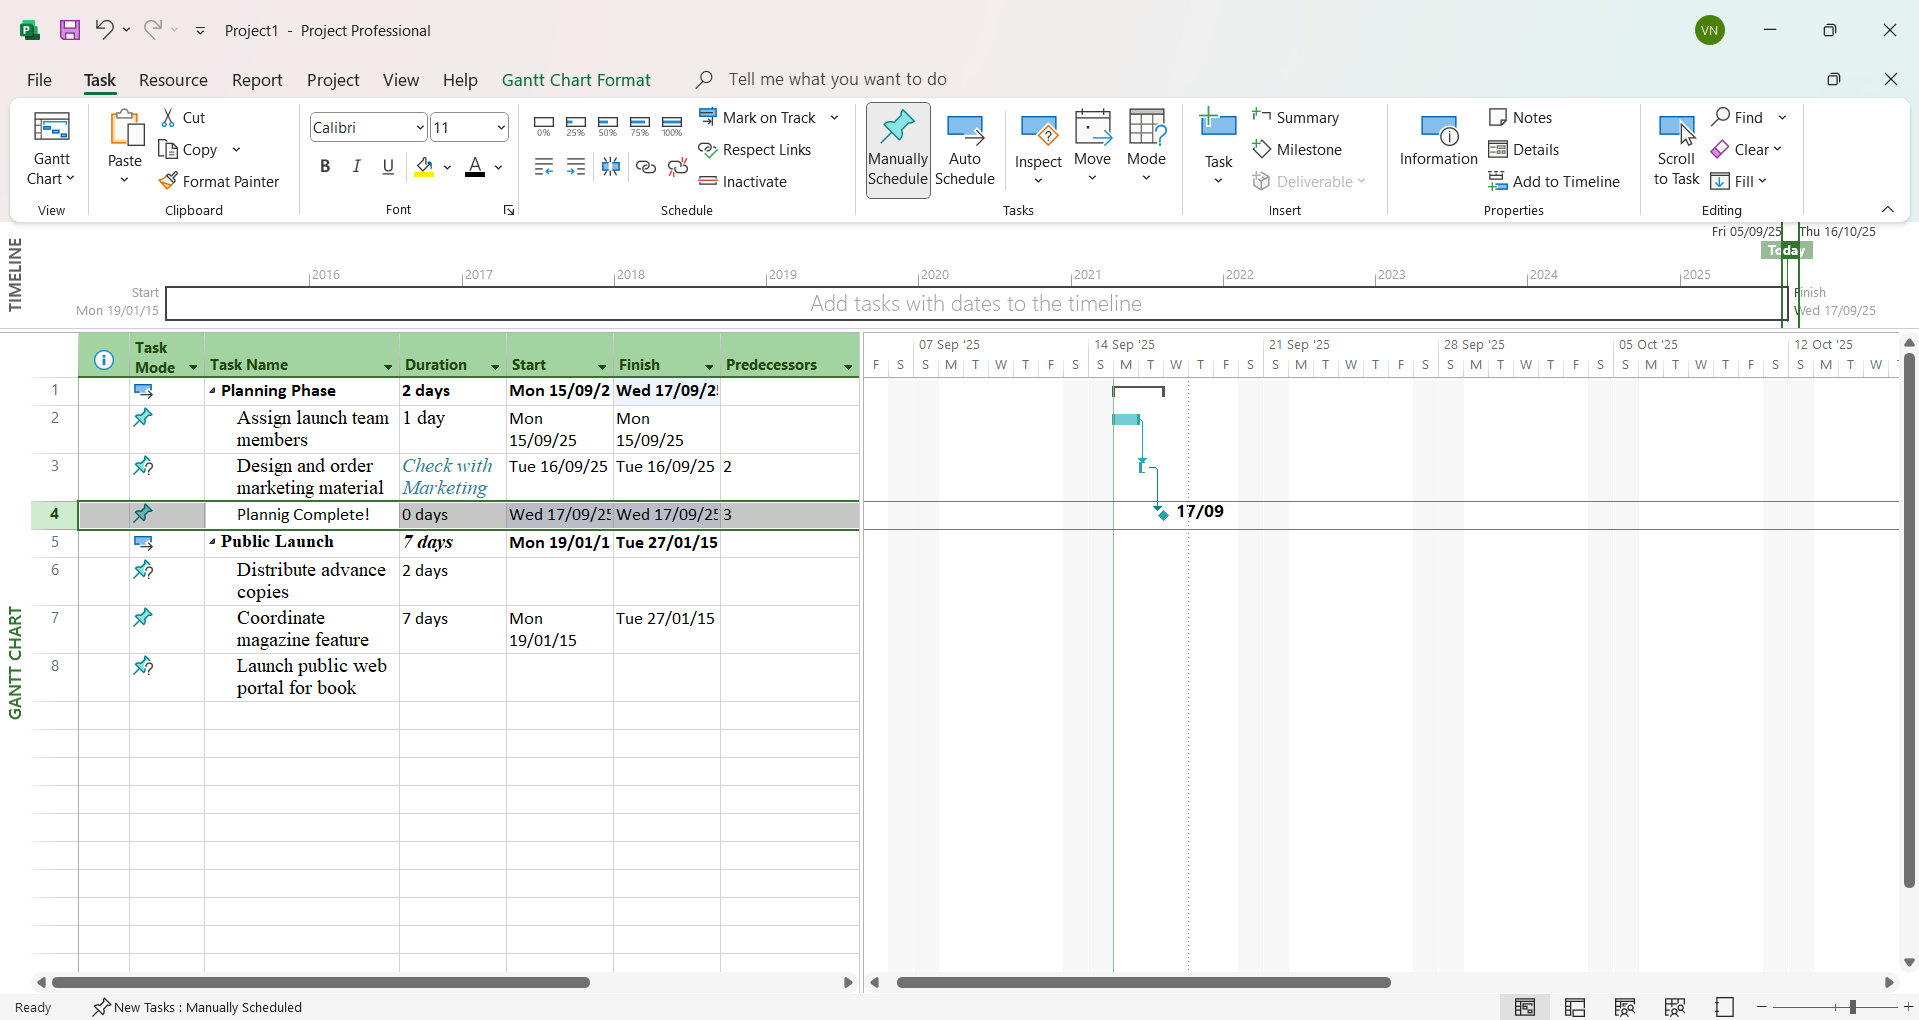 Project1 - Project Professional
VN
File Task Resource Report Project View Help Gantt Chart Format Tell me what you want to do
Gantt Chart
View
Paste
Cut
Copy
Format Painter
Clipboard
Calibri 11
B I U A
Font
0% 25% 50% 75% 100%
Mark on Track
Respect Links
Inactivate
Schedule
Manually Schedule
Auto Schedule
Inspect
Move
Mode
Tasks
Task
Summary
Milestone
Deliverable
Insert
Information
Notes
Details
Add to Timeline
Properties
Scroll to Task
Find
Clear
Fill
Editing
TIMELINE
Fri 05/09/25 Thu 16/10/25
Today
2016 2017 2018 2019 2020 2021 2022 2023 2024 2025
Start
Mon 19/01/15
Add tasks with dates to the timeline
Finish
Wed 17/09/25
GANTT CHART
Task Mode Task Name Duration Start Finish Predecessors
1 Planning Phase 2 days Mon 15/09/2 Wed 17/09/2
2 Assign launch team members 1 day Mon 15/09/25 Mon 15/09/25
3 Design and order marketing material Check with Marketing Tue 16/09/25 Tue 16/09/25 2
4 Plannig Complete! 0 days Wed 17/09/25 Wed 17/09/25 3
5 Public Launch 7 days Mon 19/01/1 Tue 27/01/15
6 Distribute advance copies 2 days
7 Coordinate magazine feature 7 days Mon 19/01/15 Tue 27/01/15
8 Launch public web portal for book
07 Sep '25 14 Sep '25 21 Sep '25 28 Sep '25 05 Oct '25 12 Oct '25
F S S M T W T F S S M T W T F S S M T W T F S S M T W T F S S M T W T F S S M T W
17/09
Ready New Tasks : Manually Scheduled